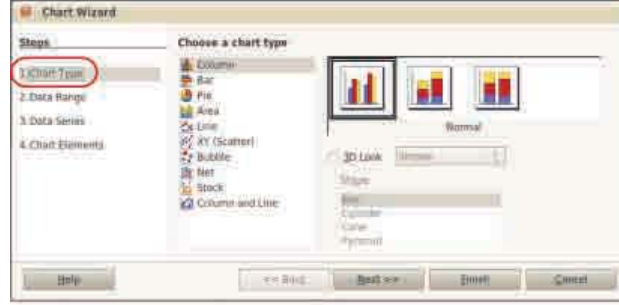 Chart Wizard
Steps
1.Chart Type
2.Data Range
3.Data Series
4.Chart Elements
Choose a chart type
Column
Bar
Pie
Area
Line
XY (Scatter)
Bubble
Net
Stock
Column and Line
Normal
3D Look
Shape
Box
Cylinder
Cone
Pyramid
Help
<< Back
Next >>
Finish
Cancel